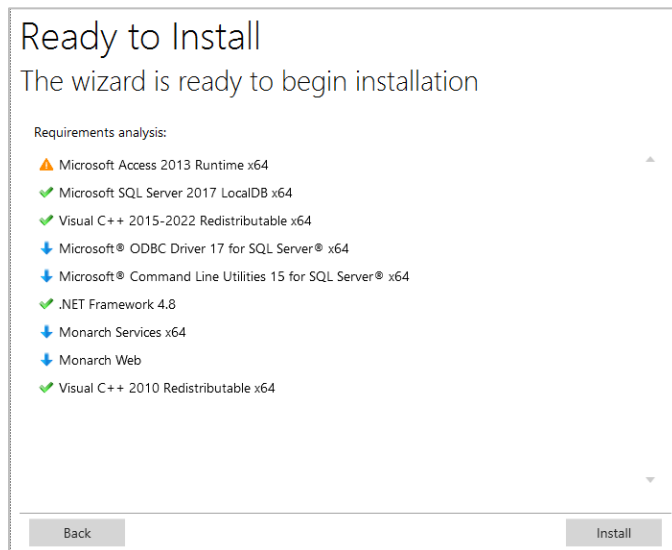 Ready to Install
The wizard is ready to begin installation
Requirements analysis:
Microsoft Access 2013 Runtime x64
Microsoft SQL Server 2017 LocalDB x64
Visual C++ 2015-2022 Redistributable x64
Microsoft® ODBC Driver 17 for SQL Server® x64
Microsoft® Command Line Utilities 15 for SQL Server® x64
.NET Framework 4.8
Monarch Services x64
Monarch Web
Visual C++ 2010 Redistributable x64
Back Install